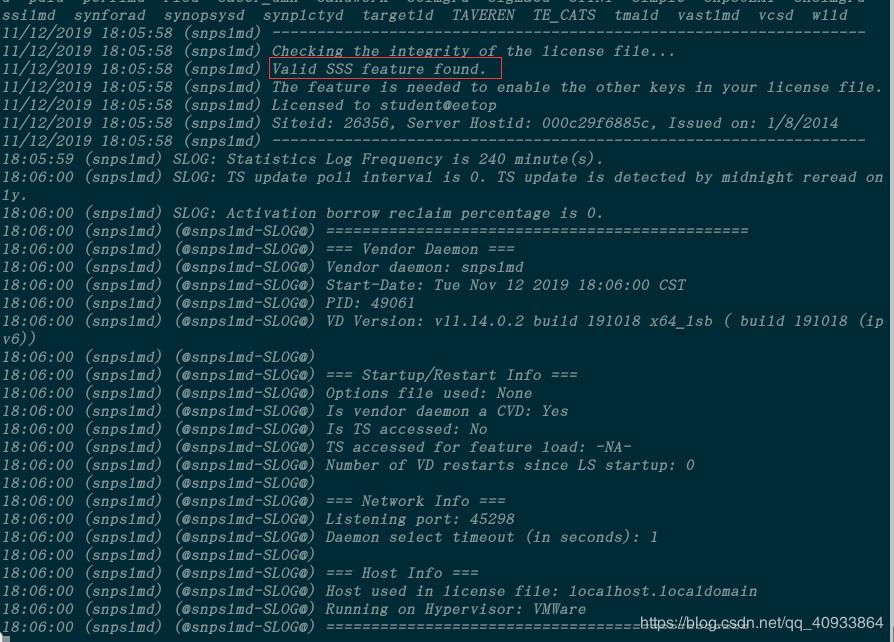 ssilmd synforad synopsysd synplctyd targetld TAVEREN TE_CATS tmald vastlmd vcsd wlld
11/12/2019 18:05:58 (snpslmd) ------------------------------------------------------------------
11/12/2019 18:05:58 (snpslmd) Checking the integrity of the license file...
11/12/2019 18:05:58 (snpslmd) Valid SSS feature found.
11/12/2019 18:05:58 (snpslmd) The feature is needed to enable the other keys in your license file.
11/12/2019 18:05:58 (snpslmd) Licensed to student@eetop
11/12/2019 18:05:58 (snpslmd) Siteid: 26356, Server Hostid: 000c29f6885c, Issued on: 1/8/2014
11/12/2019 18:05:58 (snpslmd) ------------------------------------------------------------------
18:05:59 (snpslmd) SLOG: Statistics Log Frequency is 240 minute(s).
18:06:00 (snpslmd) SLOG: TS update poll interval is 0. TS update is detected by midnight reread on
ly.
18:06:00 (snpslmd) SLOG: Activation borrow reclaim percentage is 0.
18:06:00 (snpslmd) (@snpslmd-SLOG@) ===============================================
18:06:00 (snpslmd) (@snpslmd-SLOG@) === Vendor Daemon ===
18:06:00 (snpslmd) (@snpslmd-SLOG@) Vendor daemon: snpslmd
18:06:00 (snpslmd) (@snpslmd-SLOG@) Start-Date: Tue Nov 12 2019 18:06:00 CST
18:06:00 (snpslmd) (@snpslmd-SLOG@) PID: 49061
18:06:00 (snpslmd) (@snpslmd-SLOG@) VD Version: v11.14.0.2 build 191018 x64_lsb ( build 191018 (ip
v6))
18:06:00 (snpslmd) (@snpslmd-SLOG@)
18:06:00 (snpslmd) (@snpslmd-SLOG@) === Startup/Restart Info ===
18:06:00 (snpslmd) (@snpslmd-SLOG@) Options file used: None
18:06:00 (snpslmd) (@snpslmd-SLOG@) Is vendor daemon a CVD: Yes
18:06:00 (snpslmd) (@snpslmd-SLOG@) Is TS accessed: No
18:06:00 (snpslmd) (@snpslmd-SLOG@) TS accessed for feature load: -NA-
18:06:00 (snpslmd) (@snpslmd-SLOG@) Number of VD restarts since LS startup: 0
18:06:00 (snpslmd) (@snpslmd-SLOG@)
18:06:00 (snpslmd) (@snpslmd-SLOG@) === Network Info ===
18:06:00 (snpslmd) (@snpslmd-SLOG@) Listening port: 45298
18:06:00 (snpslmd) (@snpslmd-SLOG@) Daemon select timeout (in seconds): 1
18:06:00 (snpslmd) (@snpslmd-SLOG@)
18:06:00 (snpslmd) (@snpslmd-SLOG@) === Host Info ===
18:06:00 (snpslmd) (@snpslmd-SLOG@) Host used in license file: localhost.localdomain
18:06:00 (snpslmd) (@snpslmd-SLOG@) Running on Hypervisor: VMWare
18:06:00 (snpslmd) (@snpslmd-SLOG@) ===============================================
https://blog.csdn.net/qq_40933864